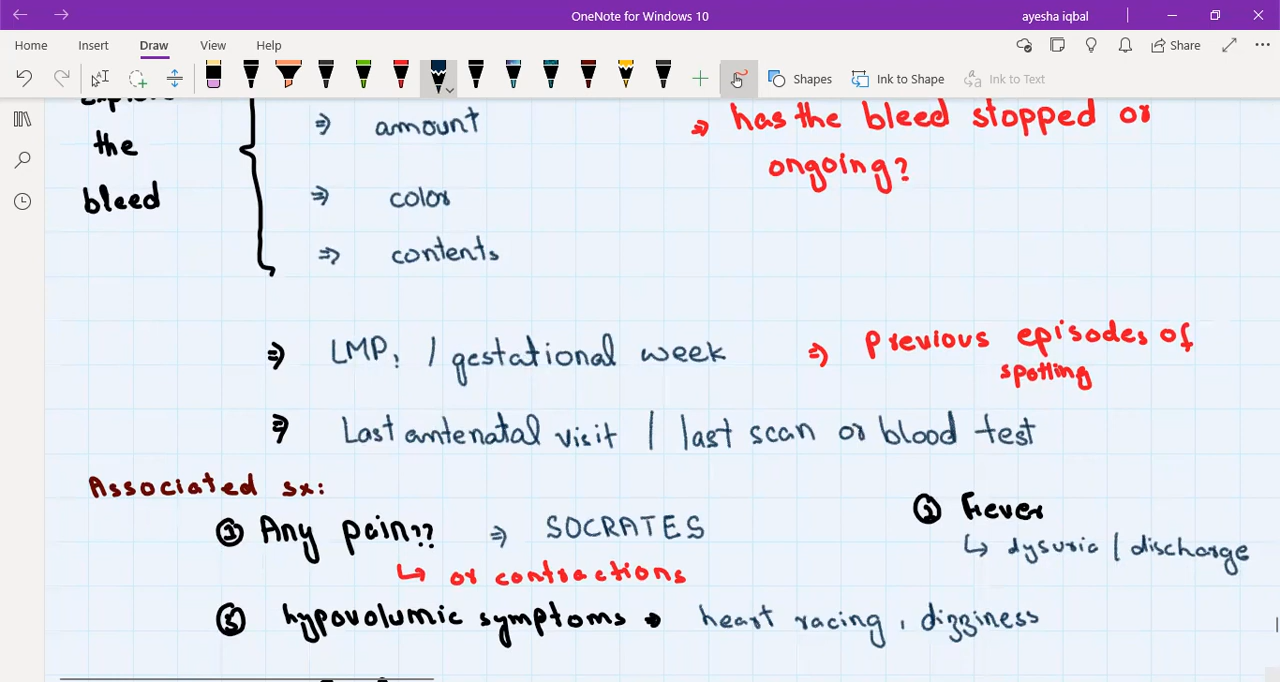 OneNote for Windows 10
ayesha iqbal
Home Insert Draw View Help
Share
Shapes
Ink to Shape
Ink to Text
the
bleed
⇒ amount
⇒ color
⇒ contents
⇒ has the bleed stopped or
ongoing?
⇒ LMP? / gestational week
⇒ Previous episodes of
spotting
⇒ Last antenatal visit / last scan or blood test
Associated sx:
① Any pain?? ⇒ SOCRATES
↳ or contractions
② Fever
↳ dysuria / discharge
③ hypovolumic symptoms → heart racing, dizziness